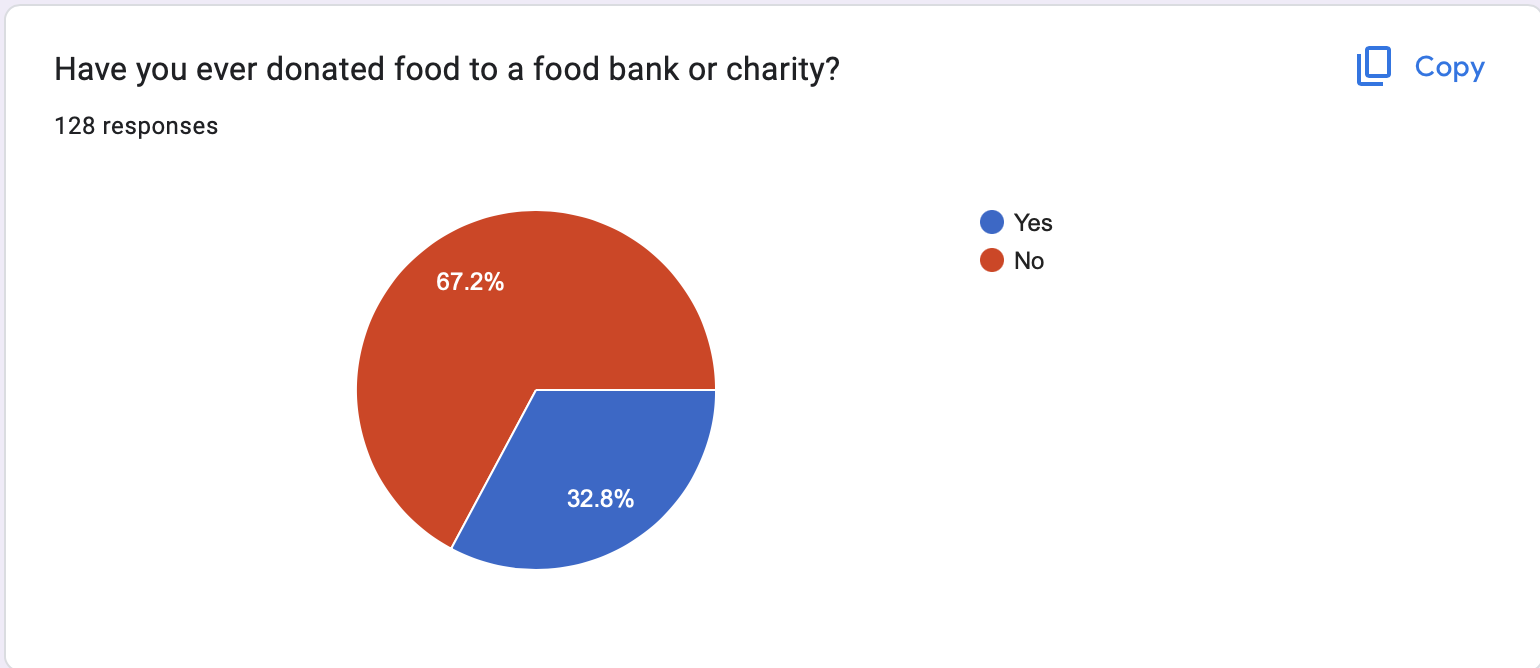 Have you ever donated food to a food bank or charity?
Copy
128 responses
Yes
No
67.2%
32.8%